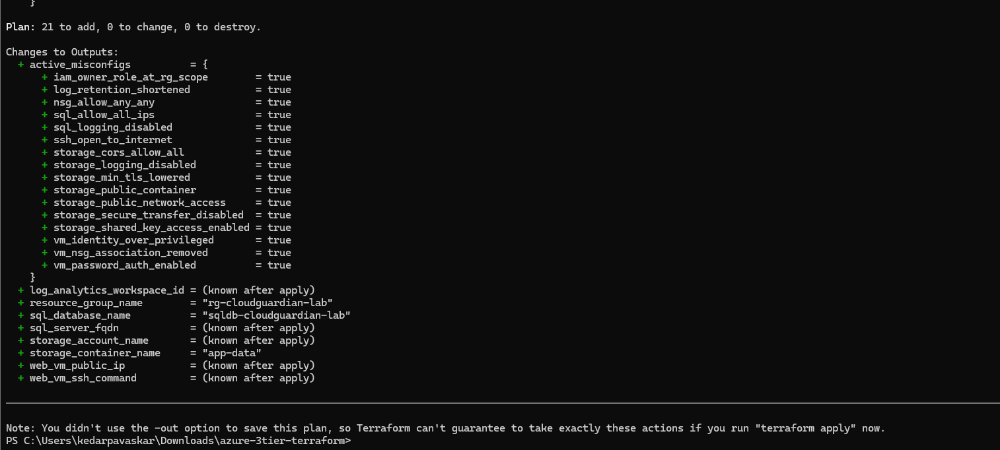 }
Plan: 21 to add, 0 to change, 0 to destroy.
Changes to Outputs:
+ active_misconfigs = {
+ iam_owner_role_at_rg_scope = true
+ log_retention_shortened = true
+ nsg_allow_any_any = true
+ sql_allow_all_ips = true
+ sql_logging_disabled = true
+ ssh_open_to_internet = true
+ storage_cors_allow_all = true
+ storage_logging_disabled = true
+ storage_min_tls_lowered = true
+ storage_public_container = true
+ storage_public_network_access = true
+ storage_secure_transfer_disabled = true
+ storage_shared_key_access_enabled = true
+ vm_identity_over_privileged = true
+ vm_nsg_association_removed = true
+ vm_password_auth_enabled = true
}
+ log_analytics_workspace_id = (known after apply)
+ resource_group_name = "rg-cloudguardian-lab"
+ sql_database_name = "sqldb-cloudguardian-lab"
+ sql_server_fqdn = (known after apply)
+ storage_account_name = (known after apply)
+ storage_container_name = "app-data"
+ web_vm_public_ip = (known after apply)
+ web_vm_ssh_command = (known after apply)
Note: You didn't use the -out option to save this plan, so Terraform can't guarantee to take exactly these actions if you run "terraform apply" now.
PS C:\Users\kedarpavaskar\Downloads\azure-3tier-terraform>